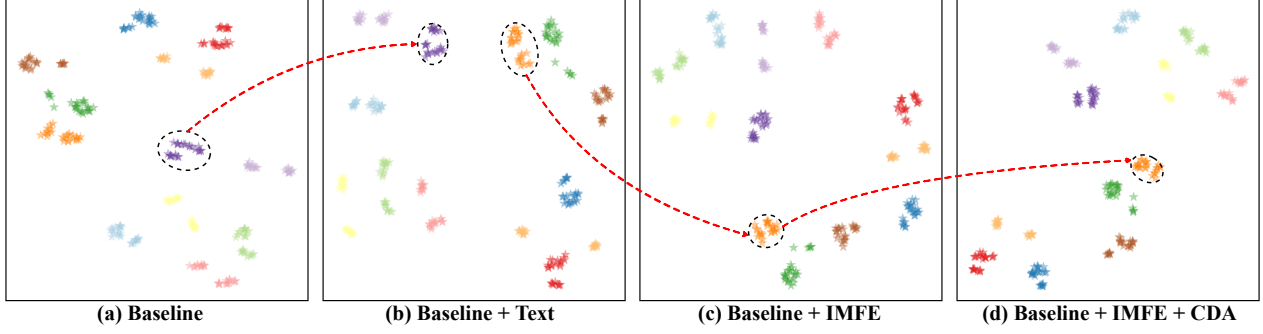 (a) Baseline
(b) Baseline + Text
(c) Baseline + IMFE
(d) Baseline + IMFE + CDA